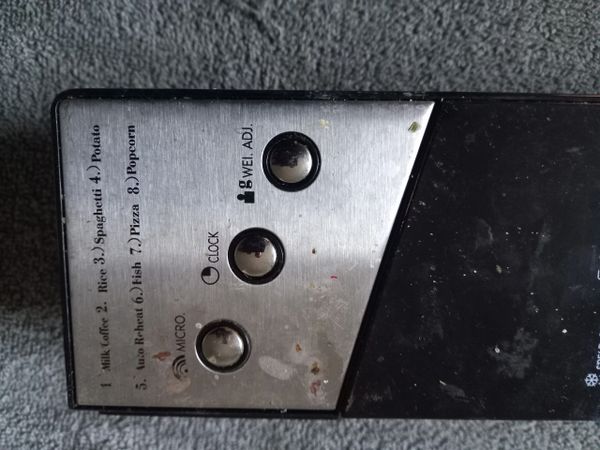 1 Milk Coffee 2. Rice 3.) Spaghetti 4.) Potato
5. Auto Reheat 6.) Fish 7.) Pizza 8.) Popcorn
MICRO.
CLOCK
g WEI. ADJ.